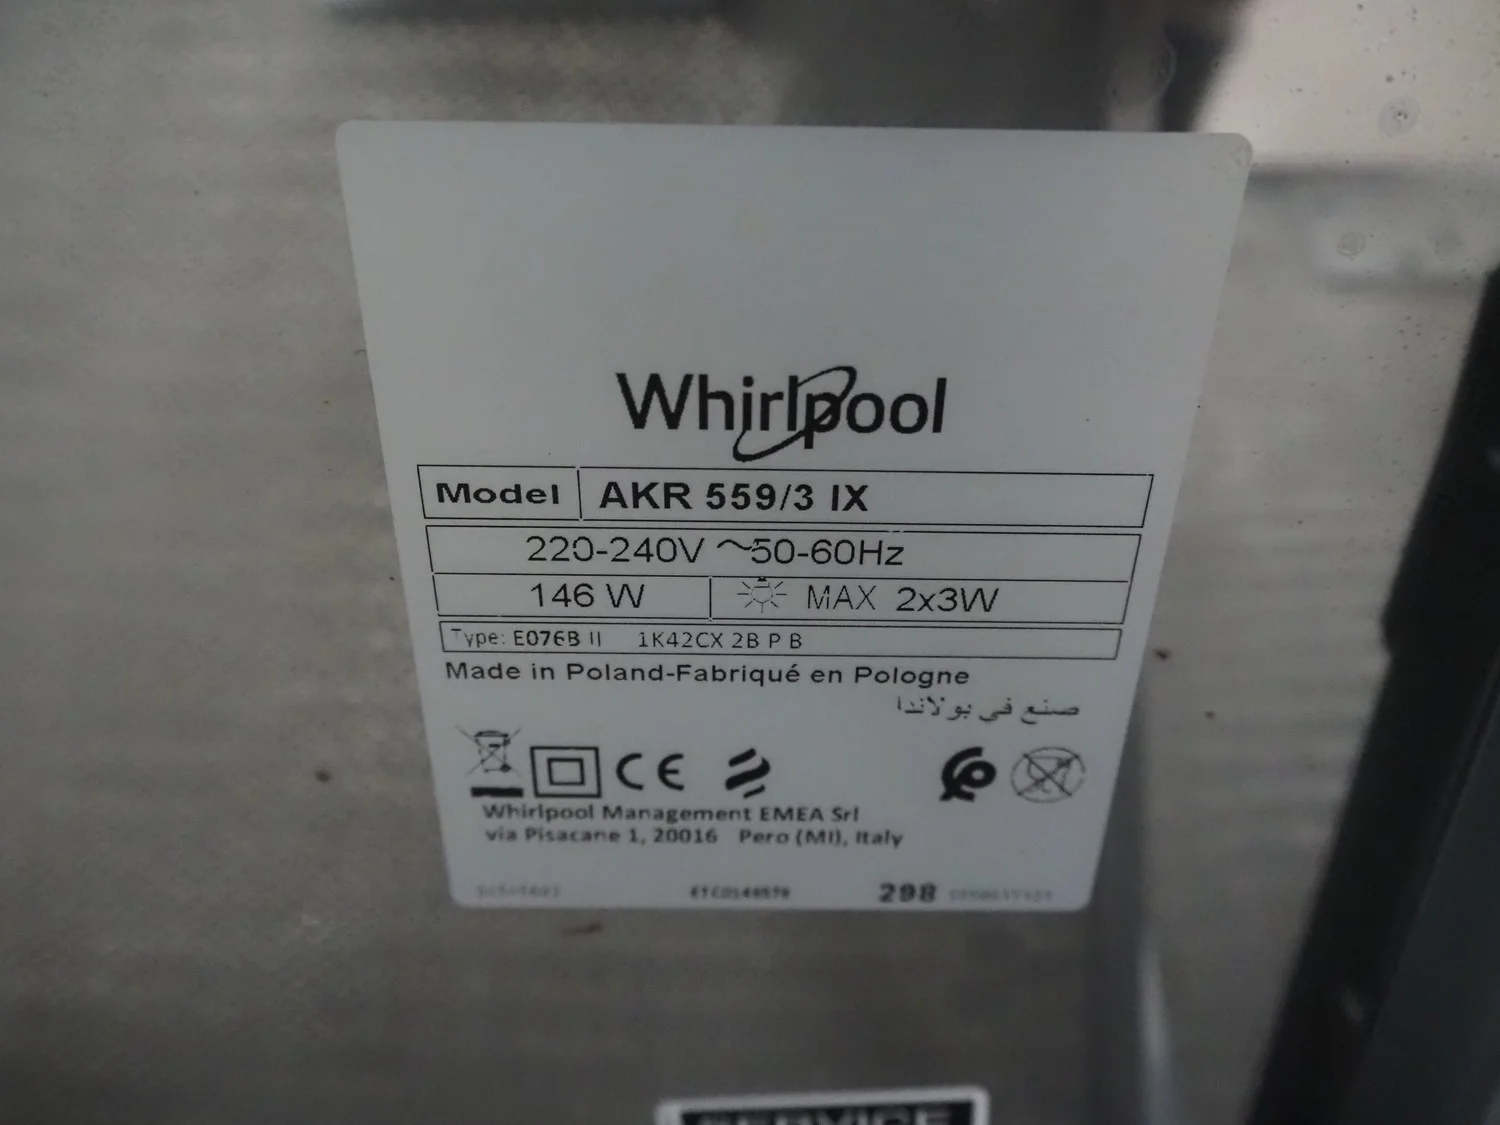 Whirlpool
Model AKR 559/3 IX
220-240V ~50-60Hz
146 W MAX 2x3W
Type: E076B II 1K42CX 2B P B
Made in Poland-Fabriqué en Pologne
صنع في بولاندا
CE
Whirlpool Management EMEA Srl
via Pisacane 1, 20016 Pero (MI), Italy
298
SERVICE